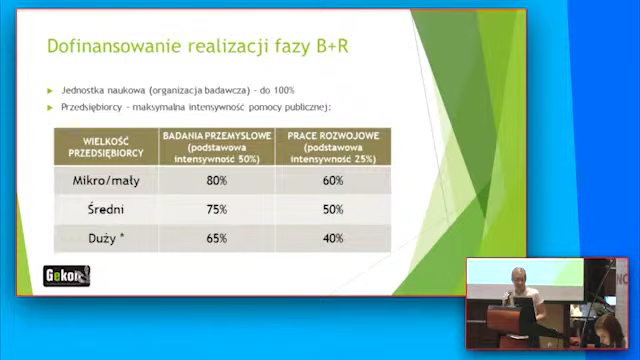 Dofinansowanie realizacji fazy B+R
Jednostka naukowa (organizacja badawcza) – do 100%
Przedsiębiorcy – maksymalna intensywność pomocy publicznej:
WIELKOŚĆ PRZEDSIĘBIORCY
BADANIA PRZEMYSŁOWE (podstawowa intensywność 50%)
PRACE ROZWOJOWE (podstawowa intensywność 25%)
Mikro/mały 80% 60%
Średni 75% 50%
Duży * 65% 40%
Gekon